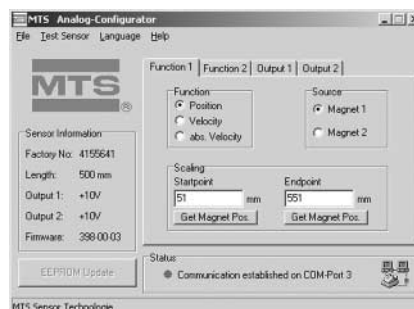 MTS Analog-Configurator
File Test Sensor Language Help
MTS
®
Sensor Information
Factory No: 4155641
Length: 500 mm
Output 1: +10V
Output 2: +10V
Firmware: 398-00-03
EEPROM Update
Function 1 Function 2 Output 1 Output 2
Function
Position
Velocity
abs. Velocity
Source
Magnet 1
Magnet 2
Scaling
Startpoint
51 mm
Get Magnet Pos.
Endpoint
551 mm
Get Magnet Pos.
Status
Communication established on COM-Port 3
MTS Sensor Technologie